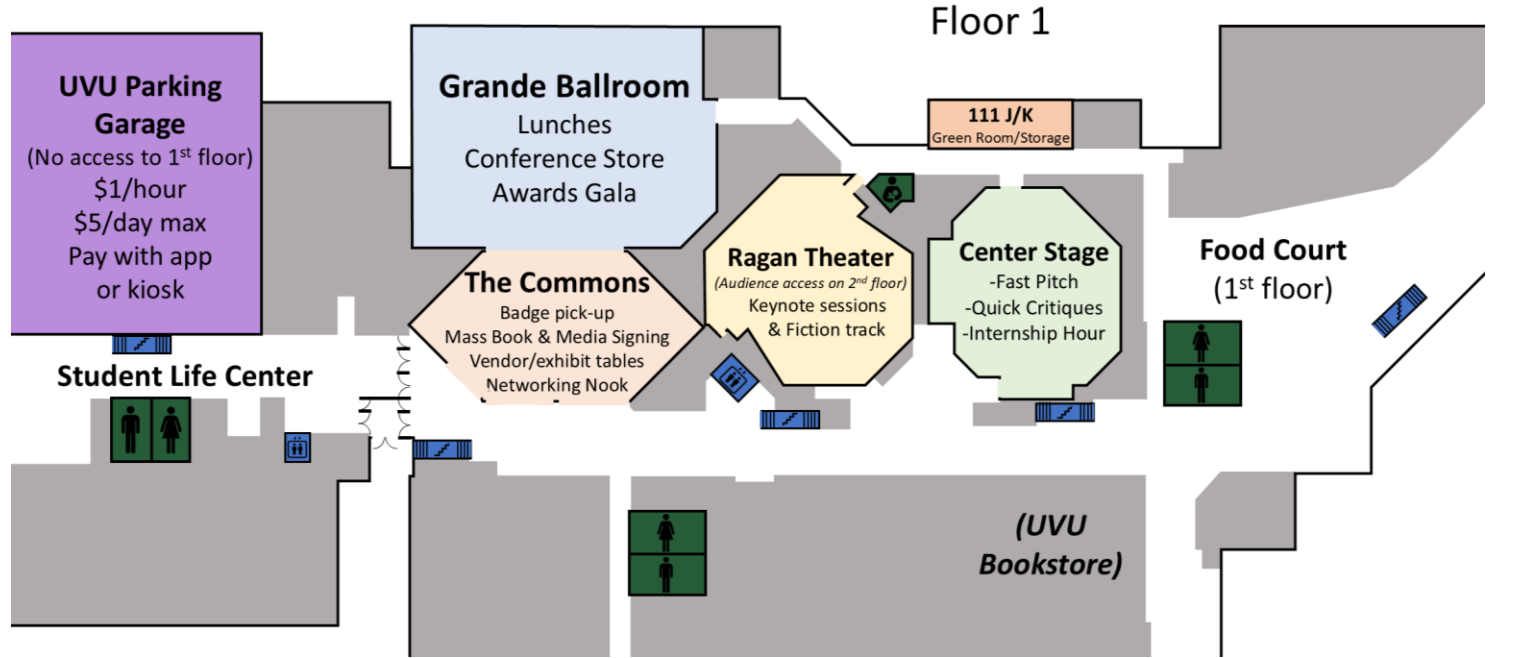 Floor 1
UVU Parking
Garage
(No access to 1st floor)
$1/hour
$5/day max
Pay with app
or kiosk
Grande Ballroom
Lunches
Conference Store
Awards Gala
111 J/K
Green Room/Storage
The Commons
Badge pick-up
Mass Book & Media Signing
Vendor/exhibit tables
Networking Nook
Ragan Theater
(Audience access on 2nd floor)
Keynote sessions
& Fiction track
Center Stage
-Fast Pitch
-Quick Critiques
-Internship Hour
Food Court
(1st floor)
Student Life Center
(UVU
Bookstore)